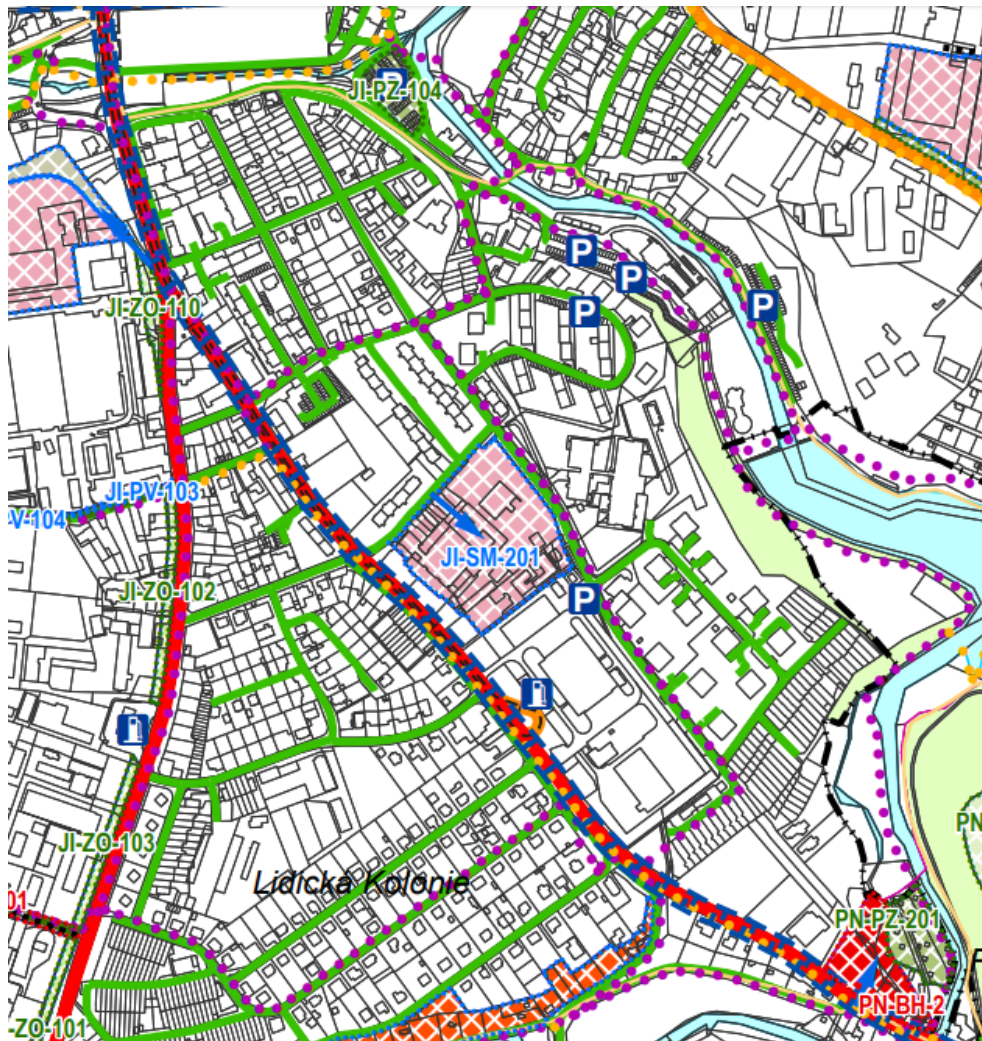 P
JI-PZ-104
P
P
P
P
JI-ZO-110
JI-PV-103
V-104
JI-SM-201
JI-ZO-102
P
JI-ZO-103
Lidická Kolonie
PN
01
PN-PZ-201
PN-BH-2
-ZO-101